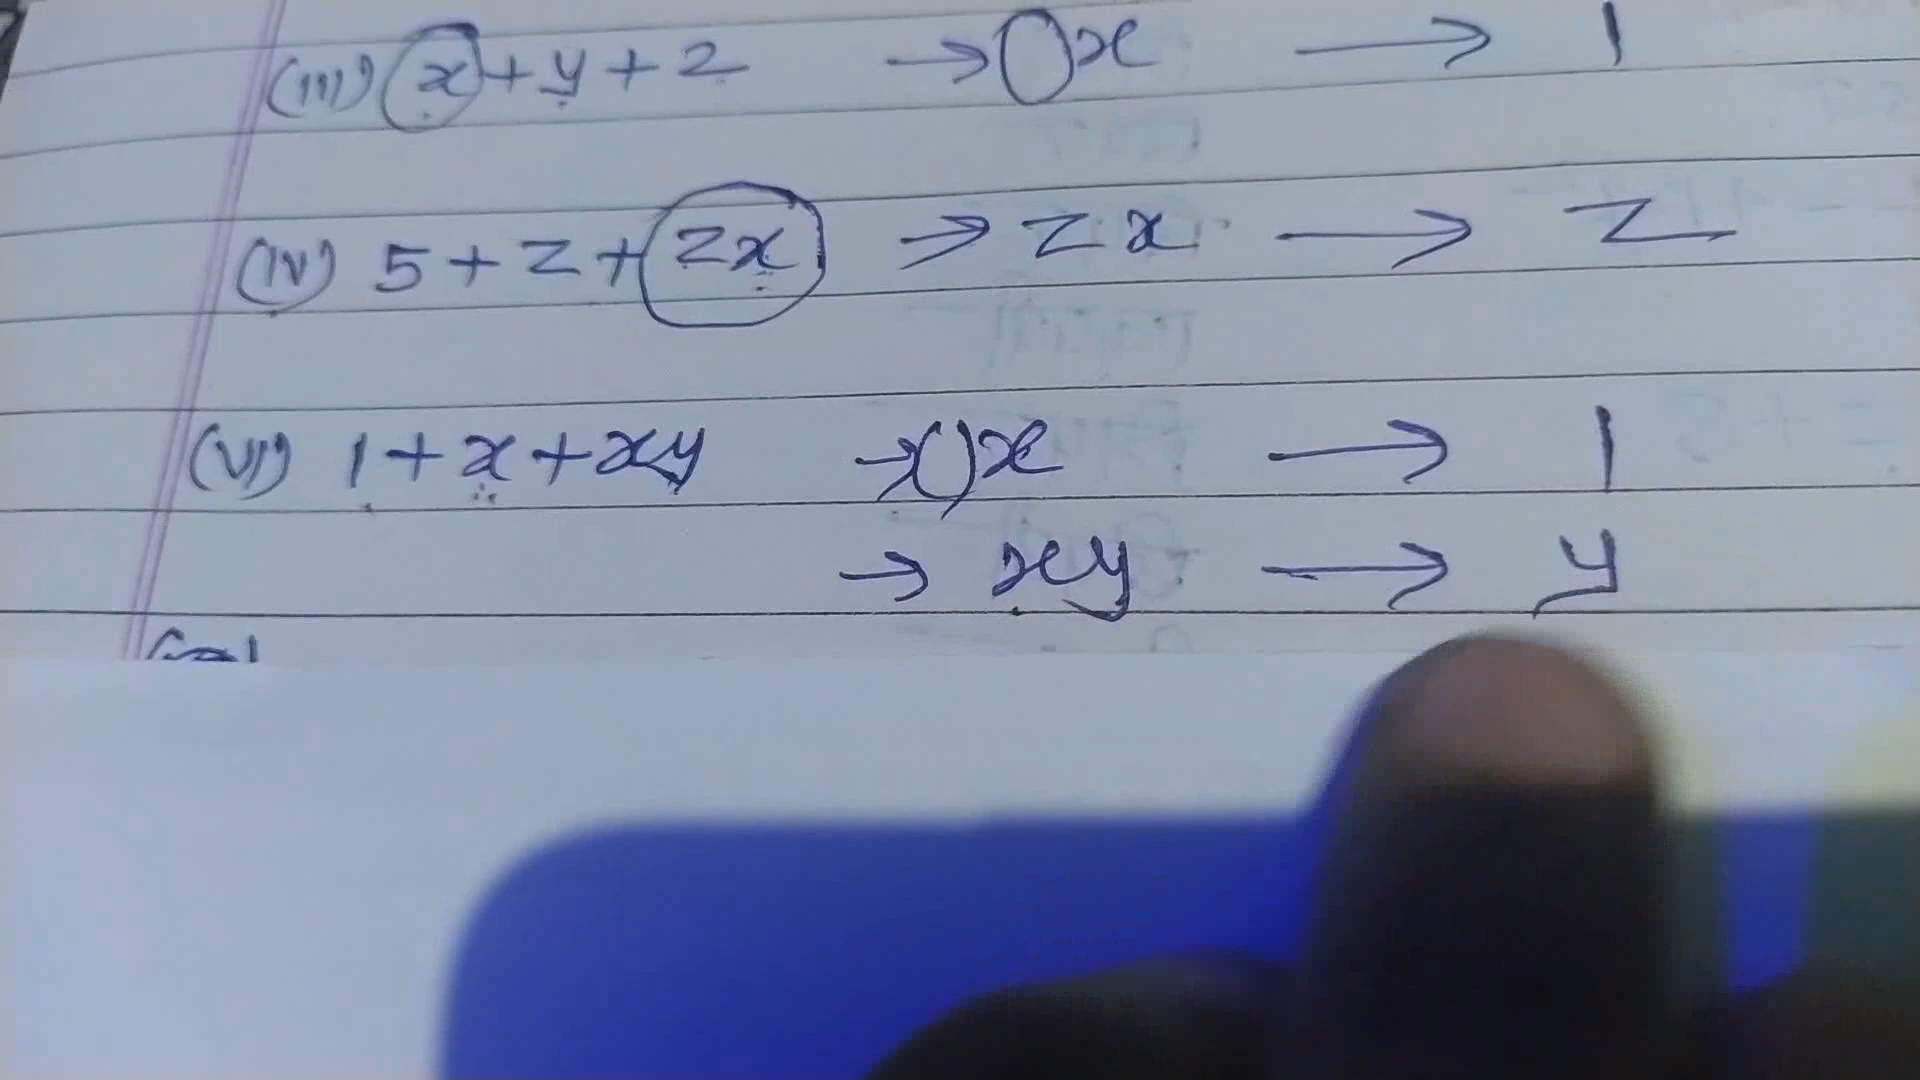 (iii) x + y + 2 → x → 1
(iv) 5 + z + zx → zx → z
(vi) 1 + x + xy → x → 1
→ xy → y